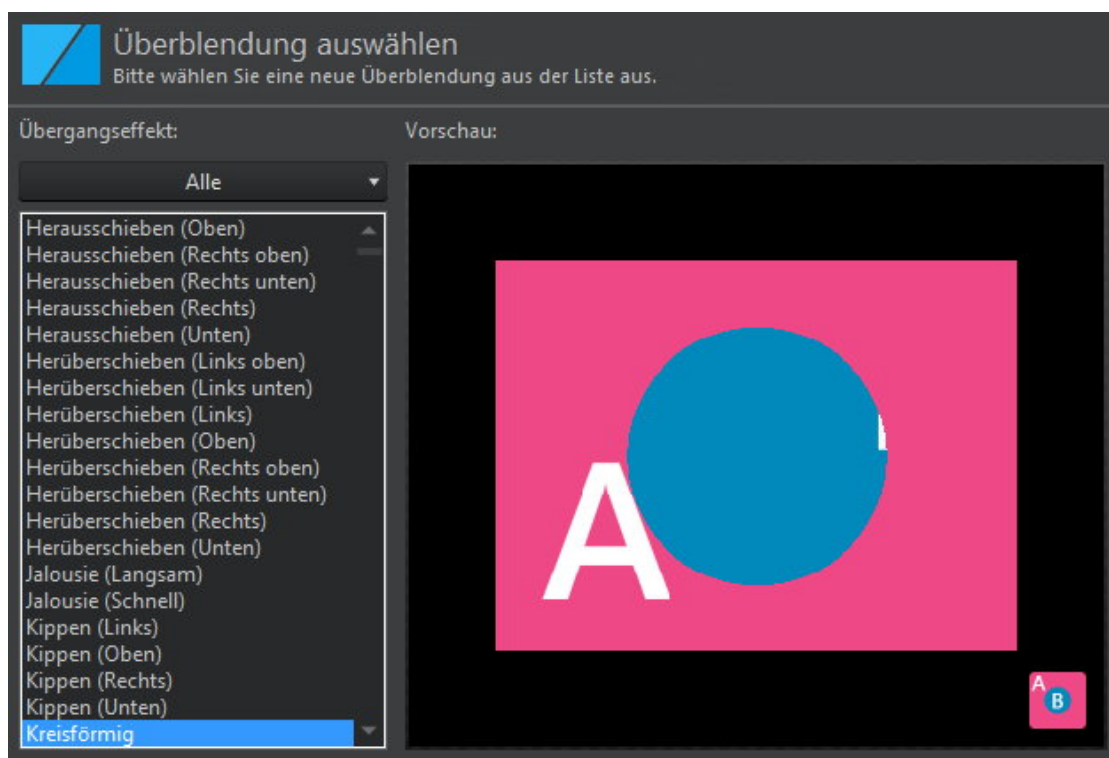 Überblendung auswählen
Bitte wählen Sie eine neue Überblendung aus der Liste aus.
Übergangseffekt:
Vorschau:
Alle
Herausschieben (Oben)
Herausschieben (Rechts oben)
Herausschieben (Rechts unten)
Herausschieben (Rechts)
Herausschieben (Unten)
Herüberschieben (Links oben)
Herüberschieben (Links unten)
Herüberschieben (Links)
Herüberschieben (Oben)
Herüberschieben (Rechts oben)
Herüberschieben (Rechts unten)
Herüberschieben (Rechts)
Herüberschieben (Unten)
Jalousie (Langsam)
Jalousie (Schnell)
Kippen (Links)
Kippen (Oben)
Kippen (Rechts)
Kippen (Unten)
Kreisförmig
A
A
B